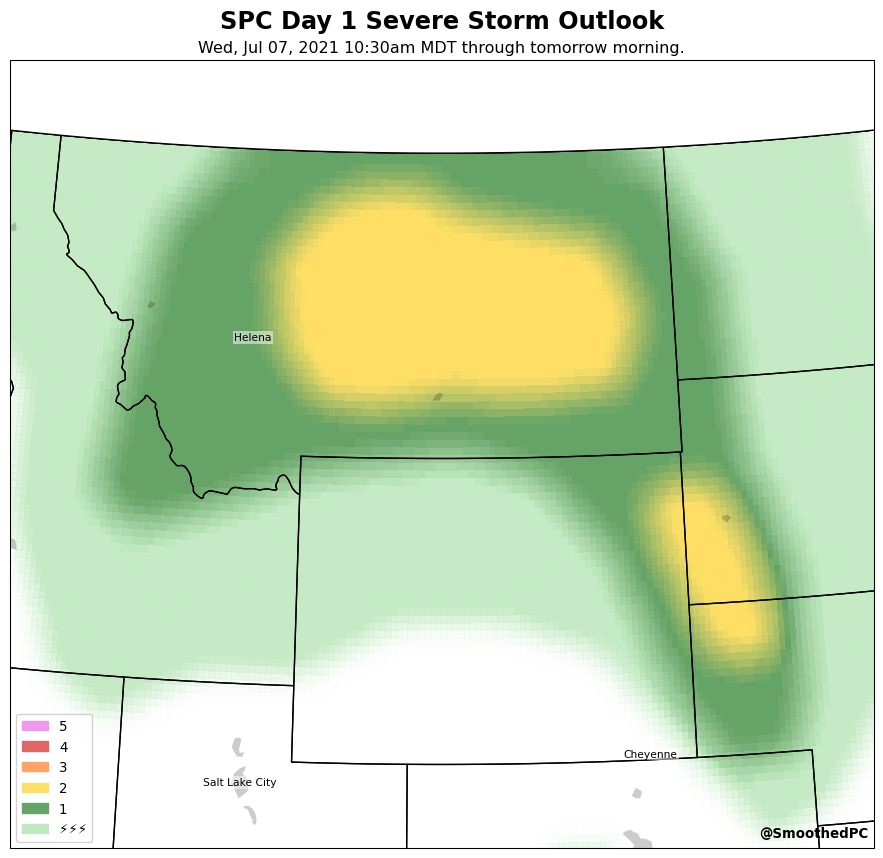 SPC Day 1 Severe Storm Outlook
Wed, Jul 07, 2021 10:30am MDT through tomorrow morning.
Helena
Cheyenne
Salt Lake City
5
4
3
2
1
⚡⚡⚡
@SmoothedPC